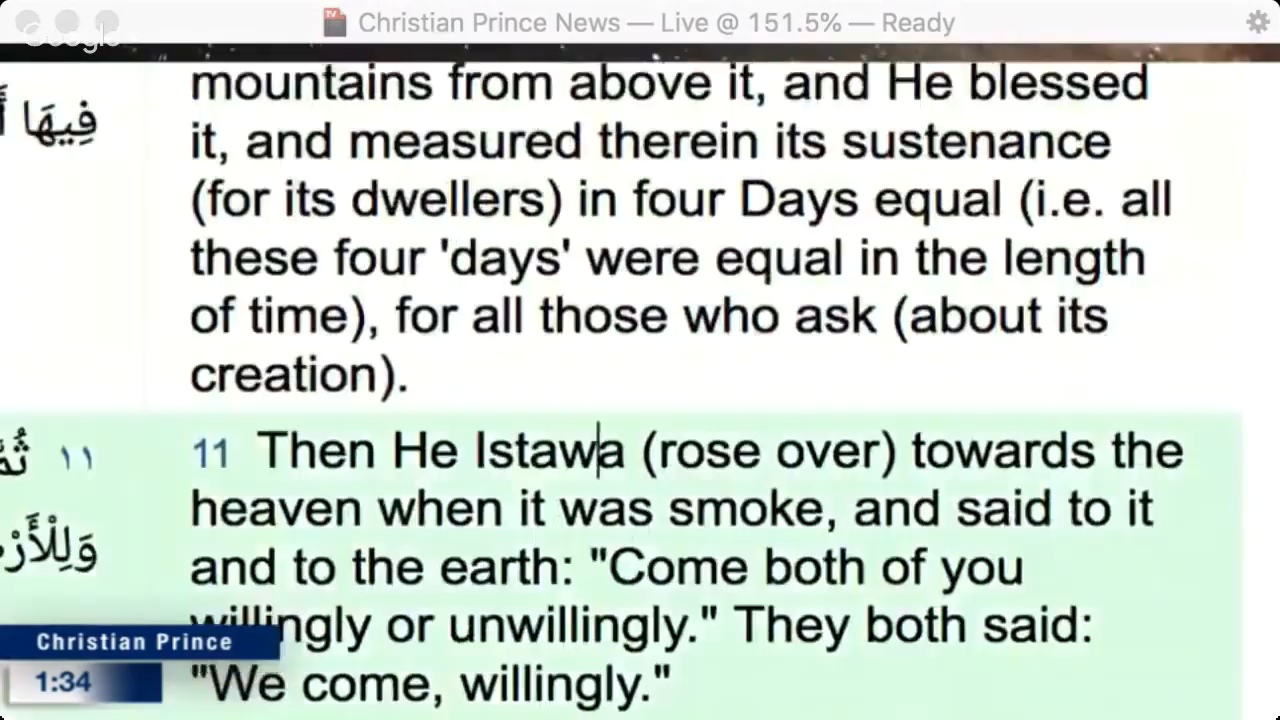 Christian Prince News — Live @ 151.5% — Ready
Google
mountains from above it, and He blessed
فِيهَا
it, and measured therein its sustenance
(for its dwellers) in four Days equal (i.e. all
these four 'days' were equal in the length
of time), for all those who ask (about its
creation).
١١
11 Then He Istawa (rose over) towards the
heaven when it was smoke, and said to it
and to the earth: "Come both of you
willingly or unwillingly." They both said:
"We come, willingly."
Christian Prince
1:34